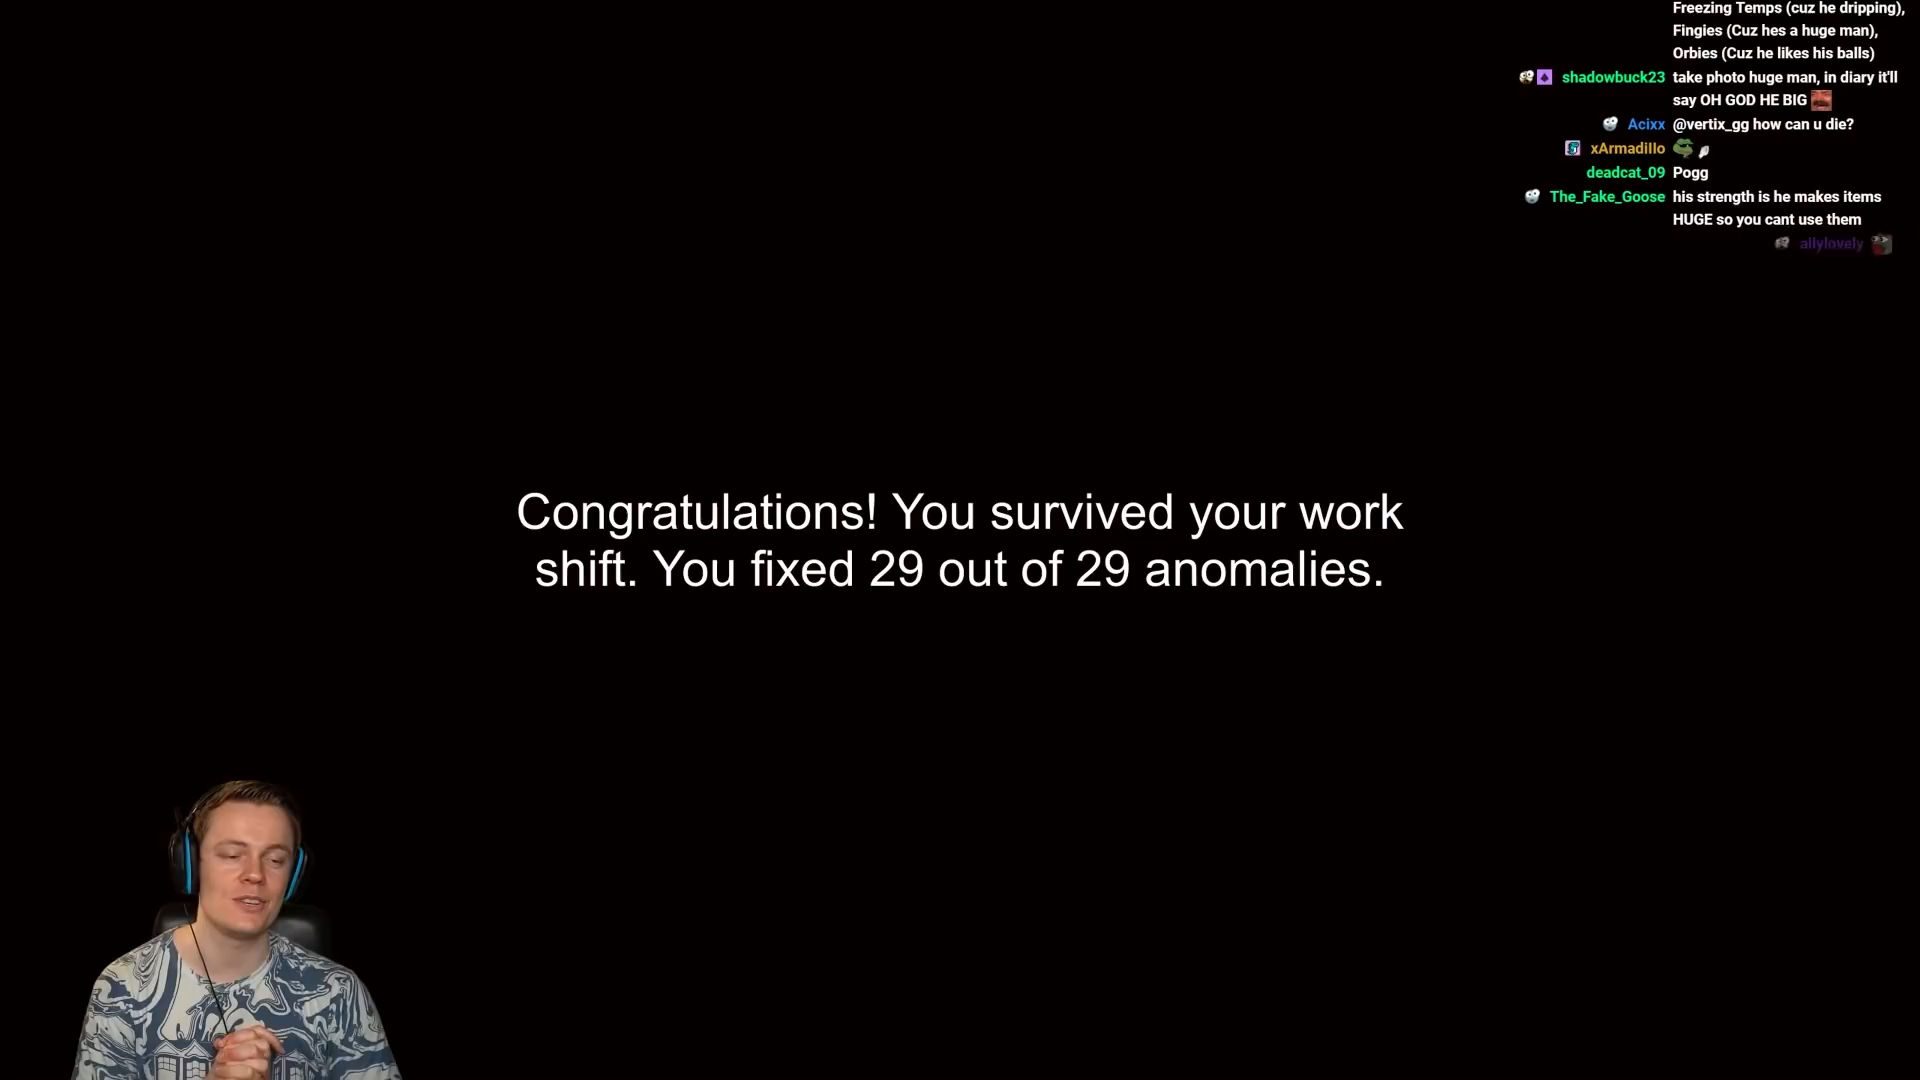 Freezing Temps (cuz he dripping),
Fingies (Cuz hes a huge man),
Orbies (Cuz he likes his balls)
shadowbuck23 take photo huge man, in diary it'll
say OH GOD HE BIG
Acixx @vertix_gg how can u die?
xArmadillo
deadcat_09 Pogg
The_Fake_Goose his strength is he makes items
HUGE so you cant use them
allylovely
Congratulations! You survived your work
shift. You fixed 29 out of 29 anomalies.